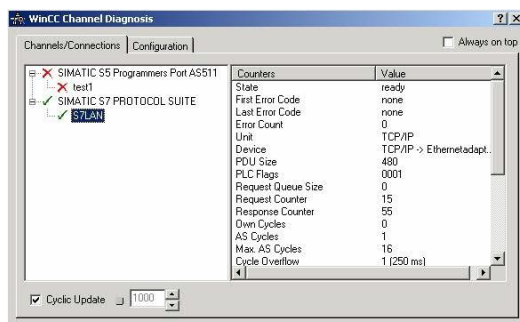 WinCC Channel Diagnosis
Channels/Connections Configuration Always on top
SIMATIC S5 Programmers Port AS511
test1
SIMATIC S7 PROTOCOL SUITE
S7LAN
Counters Value
State ready
First Error Code none
Last Error Code none
Error Count 0
Unit TCP/IP
Device TCP/IP -> Ethernetadapt..
PDU Size 480
PLC Flags 0001
Request Queue Size 0
Request Counter 15
Response Counter 55
Own Cycles 0
AS Cycles 1
Max. AS Cycles 16
Cycle Overflow 1 (250 ms)
Cyclic Update 1000